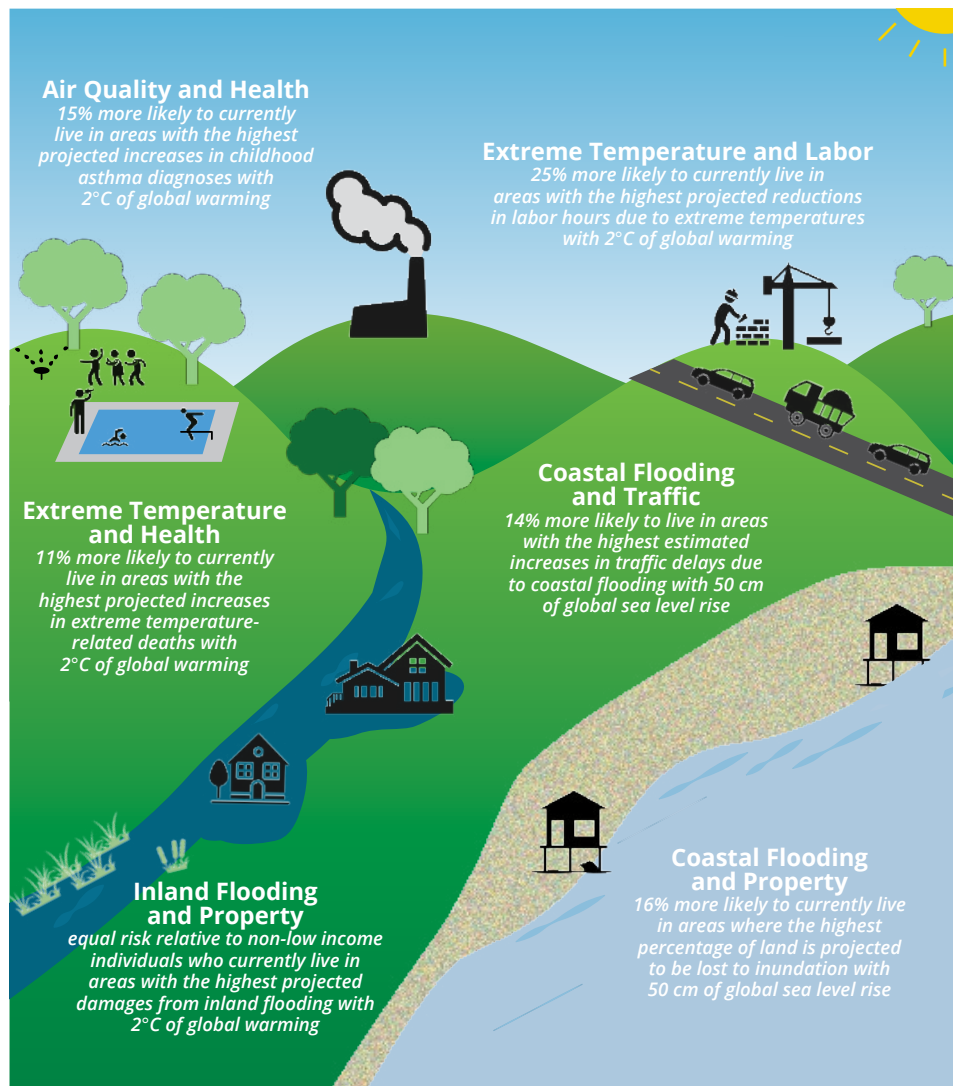 Air Quality and Health
15% more likely to currently
live in areas with the highest
projected increases in childhood
asthma diagnoses with
2°C of global warming
Extreme Temperature and Labor
25% more likely to currently live in
areas with the highest projected reductions
in labor hours due to extreme temperatures
with 2°C of global warming
Extreme Temperature
and Health
11% more likely to currently
live in areas with the
highest projected increases
in extreme temperature-
related deaths with
2°C of global warming
Coastal Flooding
and Traffic
14% more likely to live in areas
with the highest estimated
increases in traffic delays due
to coastal flooding with 50 cm
of global sea level rise
Inland Flooding
and Property
equal risk relative to non-low income
individuals who currently live in
areas with the highest projected
damages from inland flooding with
2°C of global warming
Coastal Flooding
and Property
16% more likely to currently live
in areas where the highest
percentage of land is projected
to be lost to inundation with
50 cm of global sea level rise